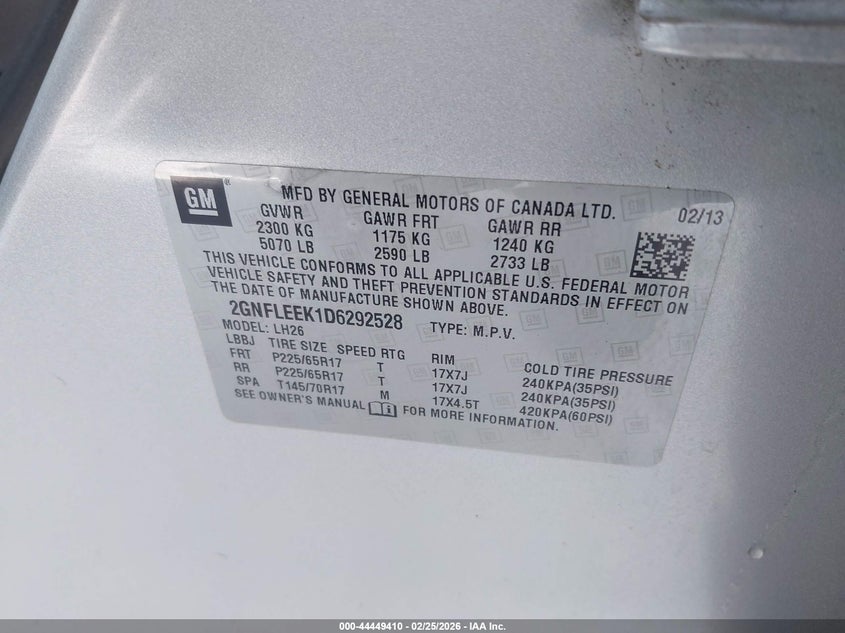 GM ®
MFD BY GENERAL MOTORS OF CANADA LTD. 02/13
GVWR GAWR FRT GAWR RR
2300 KG 1175 KG 1240 KG
5070 LB 2590 LB 2733 LB
THIS VEHICLE CONFORMS TO ALL APPLICABLE U.S. FEDERAL MOTOR
VEHICLE SAFETY AND THEFT PREVENTION STANDARDS IN EFFECT ON
THE DATE OF MANUFACTURE SHOWN ABOVE.
2GNFLEEK1D6292528 TYPE: M.P.V.
MODEL: LH26
LBBJ TIRE SIZE SPEED RTG RIM COLD TIRE PRESSURE
FRT P225/65R17 T 17X7J 240KPA(35PSI)
RR P225/65R17 T 17X7J 240KPA(35PSI)
SPA T145/70R17 M 17X4.5T 420KPA(60PSI)
SEE OWNER'S MANUAL FOR MORE INFORMATION.
000-44449410 - 02/25/2026 - IAA Inc.